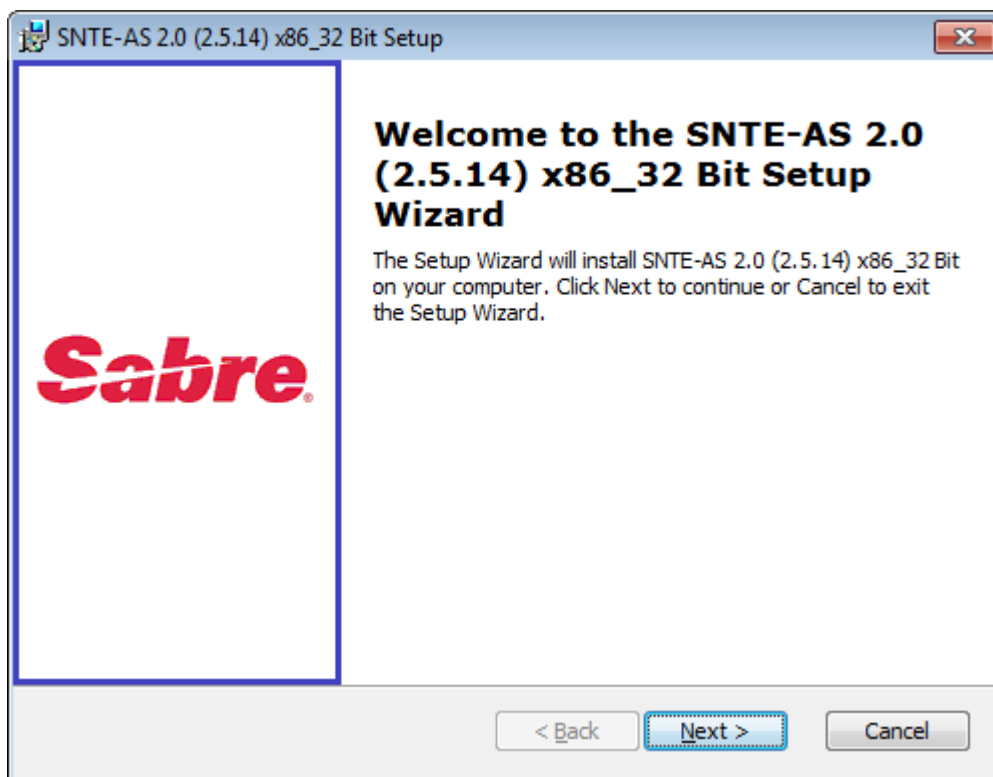 SNTE-AS 2.0 (2.5.14) x86_32 Bit Setup
Welcome to the SNTE-AS 2.0
(2.5.14) x86_32 Bit Setup
Wizard
The Setup Wizard will install SNTE-AS 2.0 (2.5.14) x86_32 Bit
on your computer. Click Next to continue or Cancel to exit
the Setup Wizard.
Sabre®
< Back
Next >
Cancel